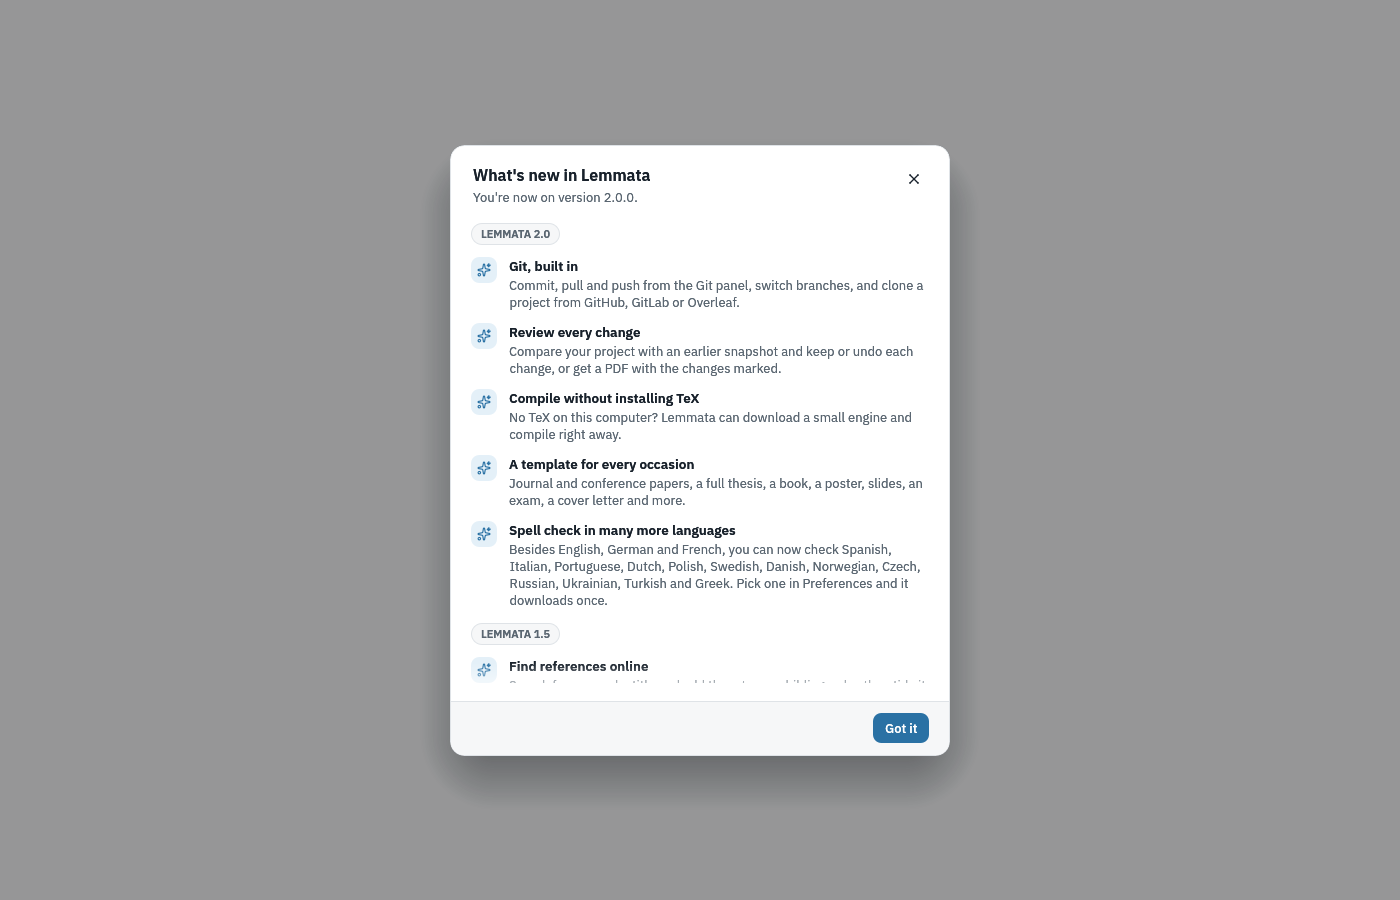 What's new in Lemmata
You're now on version 2.0.0.
LEMMATA 2.0
Git, built in
Commit, pull and push from the Git panel, switch branches, and clone a
project from GitHub, GitLab or Overleaf.
Review every change
Compare your project with an earlier snapshot and keep or undo each
change, or get a PDF with the changes marked.
Compile without installing TeX
No TeX on this computer? Lemmata can download a small engine and
compile right away.
A template for every occasion
Journal and conference papers, a full thesis, a book, a poster, slides, an
exam, a cover letter and more.
Spell check in many more languages
Besides English, German and French, you can now check Spanish,
Italian, Portuguese, Dutch, Polish, Swedish, Danish, Norwegian, Czech,
Russian, Ukrainian, Turkish and Greek. Pick one in Preferences and it
downloads once.
LEMMATA 1.5
Find references online
Got it